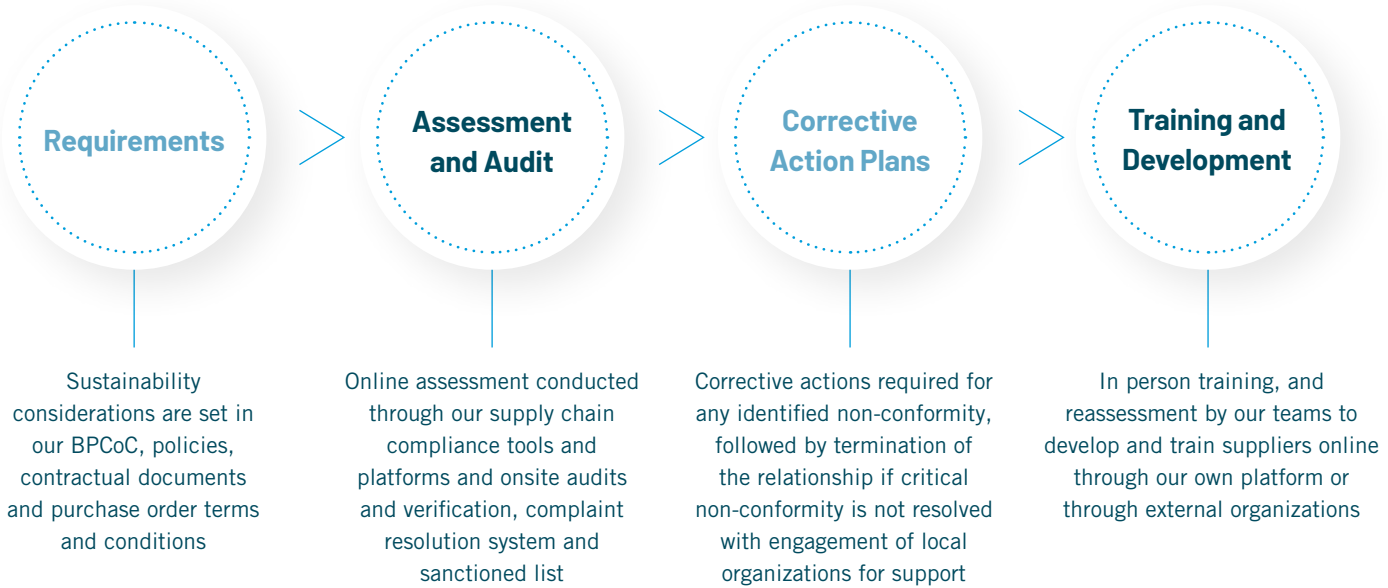 Requirements
Assessment
and Audit
Corrective
Action Plans
Training and
Development
Sustainability
considerations are set in
our BPCoC, policies,
contractual documents
and purchase order terms
and conditions
Online assessment conducted
through our supply chain
compliance tools and
platforms and onsite audits
and verification, complaint
resolution system and
sanctioned list
Corrective actions required for
any identified non-conformity,
followed by termination of
the relationship if critical
non-conformity is not resolved
with engagement of local
organizations for support
In person training, and
reassessment by our teams to
develop and train suppliers online
through our own platform or
through external organizations